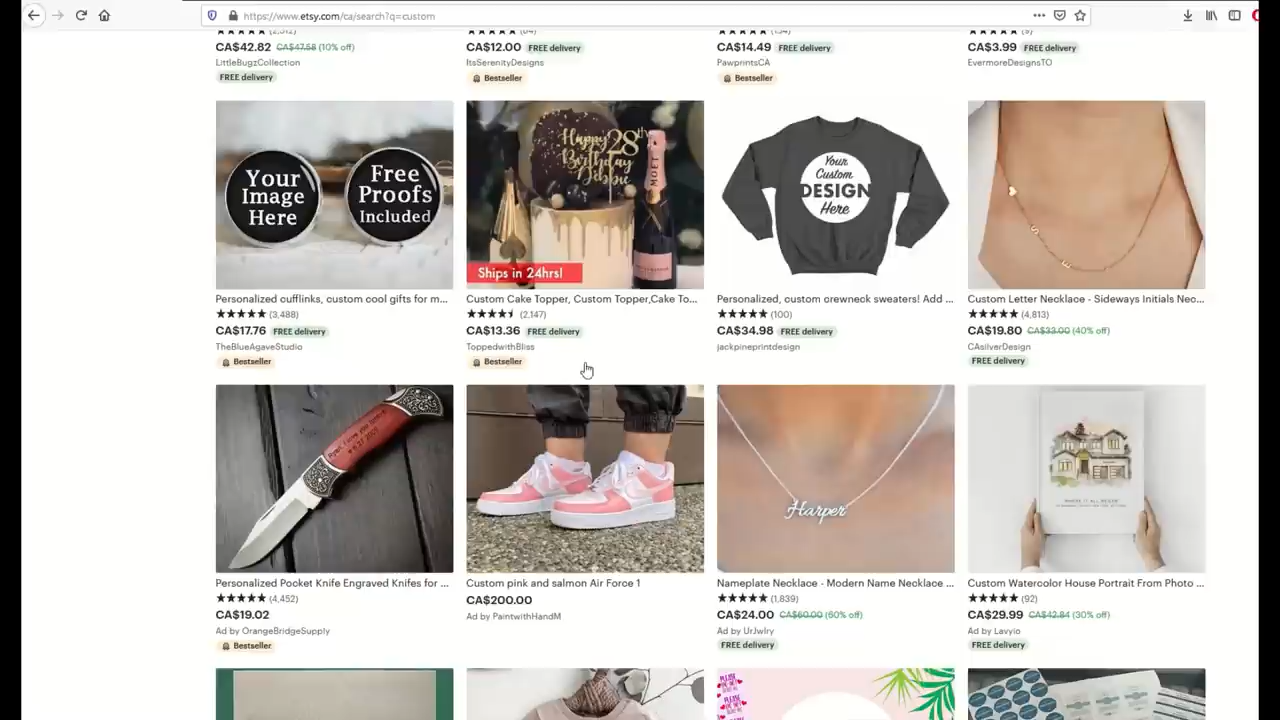 https://www.etsy.com/ca/search?q=custom
CA$42.82 CA$47.58 (10% off)
LittleBugzCollection
FREE delivery
CA$12.00 FREE delivery
ItsSerenityDesigns
Bestseller
CA$14.49 FREE delivery
PawprintsCA
Bestseller
CA$3.99 FREE delivery
EvermoreDesignsTO
Your
Image
Here
Free
Proofs
Included
Personalized cufflinks, custom cool gifts for m...
(3,488)
CA$17.76 FREE delivery
TheBlueAgaveStudio
Bestseller
Happy 28th
Birthday
Debbie
MOET
Ships in 24hrs!
Custom Cake Topper, Custom Topper,Cake To...
(2,147)
CA$13.36 FREE delivery
ToppedwithBliss
Bestseller
Your
Custom
DESIGN
Here
Personalized, custom crewneck sweaters! Add ...
(100)
CA$34.98 FREE delivery
jackpineprintdesign
S
E
Custom Letter Necklace - Sideways Initials Nec...
(4,813)
CA$19.80 CA$33.00 (40% off)
CAsilverDesign
FREE delivery
Personalized Pocket Knife Engraved Knifes for ...
(4,452)
CA$19.02
Ad by OrangeBridgeSupply
Bestseller
Custom pink and salmon Air Force 1
CA$200.00
Ad by PaintwithHandM
Harper
Nameplate Necklace - Modern Name Necklace ...
(1,839)
CA$24.00 CA$60.00 (60% off)
Ad by UrJwlry
FREE delivery
WHERE IT ALL BEGAN
Custom Watercolor House Portrait From Photo ...
(92)
CA$29.99 CA$42.84 (30% off)
Ad by Lavyio
FREE delivery